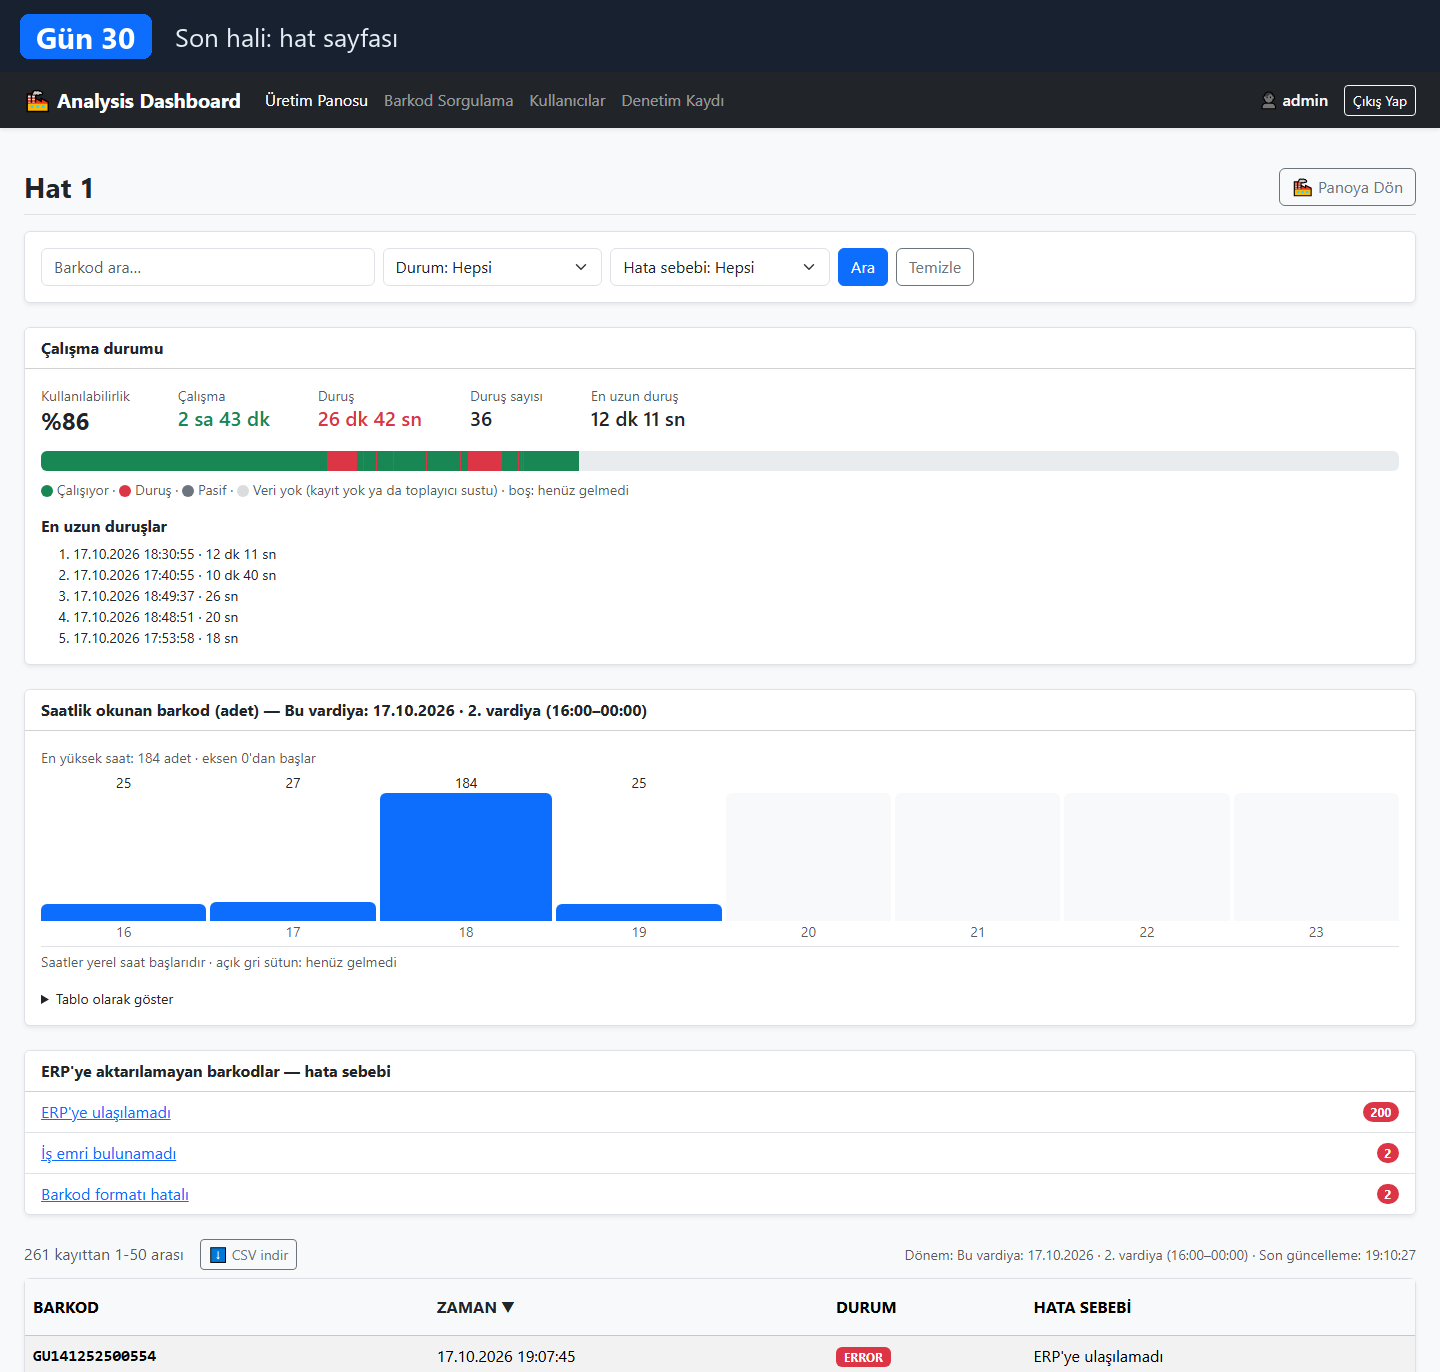 Gün 30 Son hali: hat sayfası
Analysis Dashboard Üretim Panosu Barkod Sorgulama Kullanıcılar Denetim Kaydı admin Çıkış Yap
Hat 1 Panoya Dön
Barkod ara... Durum: Hepsi Hata sebebi: Hepsi Ara Temizle
Çalışma durumu
Kullanılabilirlik Çalışma Duruş Duruş sayısı En uzun duruş
%86 2 sa 43 dk 26 dk 42 sn 36 12 dk 11 sn
Çalışıyor · Duruş · Pasif · Veri yok (kayıt yok ya da toplayıcı sustu) · boş: henüz gelmedi
En uzun duruşlar
1. 17.10.2026 18:30:55 · 12 dk 11 sn
2. 17.10.2026 17:40:55 · 10 dk 40 sn
3. 17.10.2026 18:49:37 · 26 sn
4. 17.10.2026 18:48:51 · 20 sn
5. 17.10.2026 17:53:58 · 18 sn
Saatlik okunan barkod (adet) — Bu vardiya: 17.10.2026 · 2. vardiya (16:00–00:00)
En yüksek saat: 184 adet · eksen 0'dan başlar
25 27 184 25
16 17 18 19 20 21 22 23
Saatler yerel saat başlarıdır · açık gri sütun: henüz gelmedi
▶ Tablo olarak göster
ERP'ye aktarılamayan barkodlar — hata sebebi
ERP'ye ulaşılamadı 200
İş emri bulunamadı 2
Barkod formatı hatalı 2
261 kayıttan 1-50 arası CSV indir Dönem: Bu vardiya: 17.10.2026 · 2. vardiya (16:00–00:00) · Son güncelleme: 19:10:27
BARKOD ZAMAN ▼ DURUM HATA SEBEBİ
GU141252500554 17.10.2026 19:07:45 ERROR ERP'ye ulaşılamadı